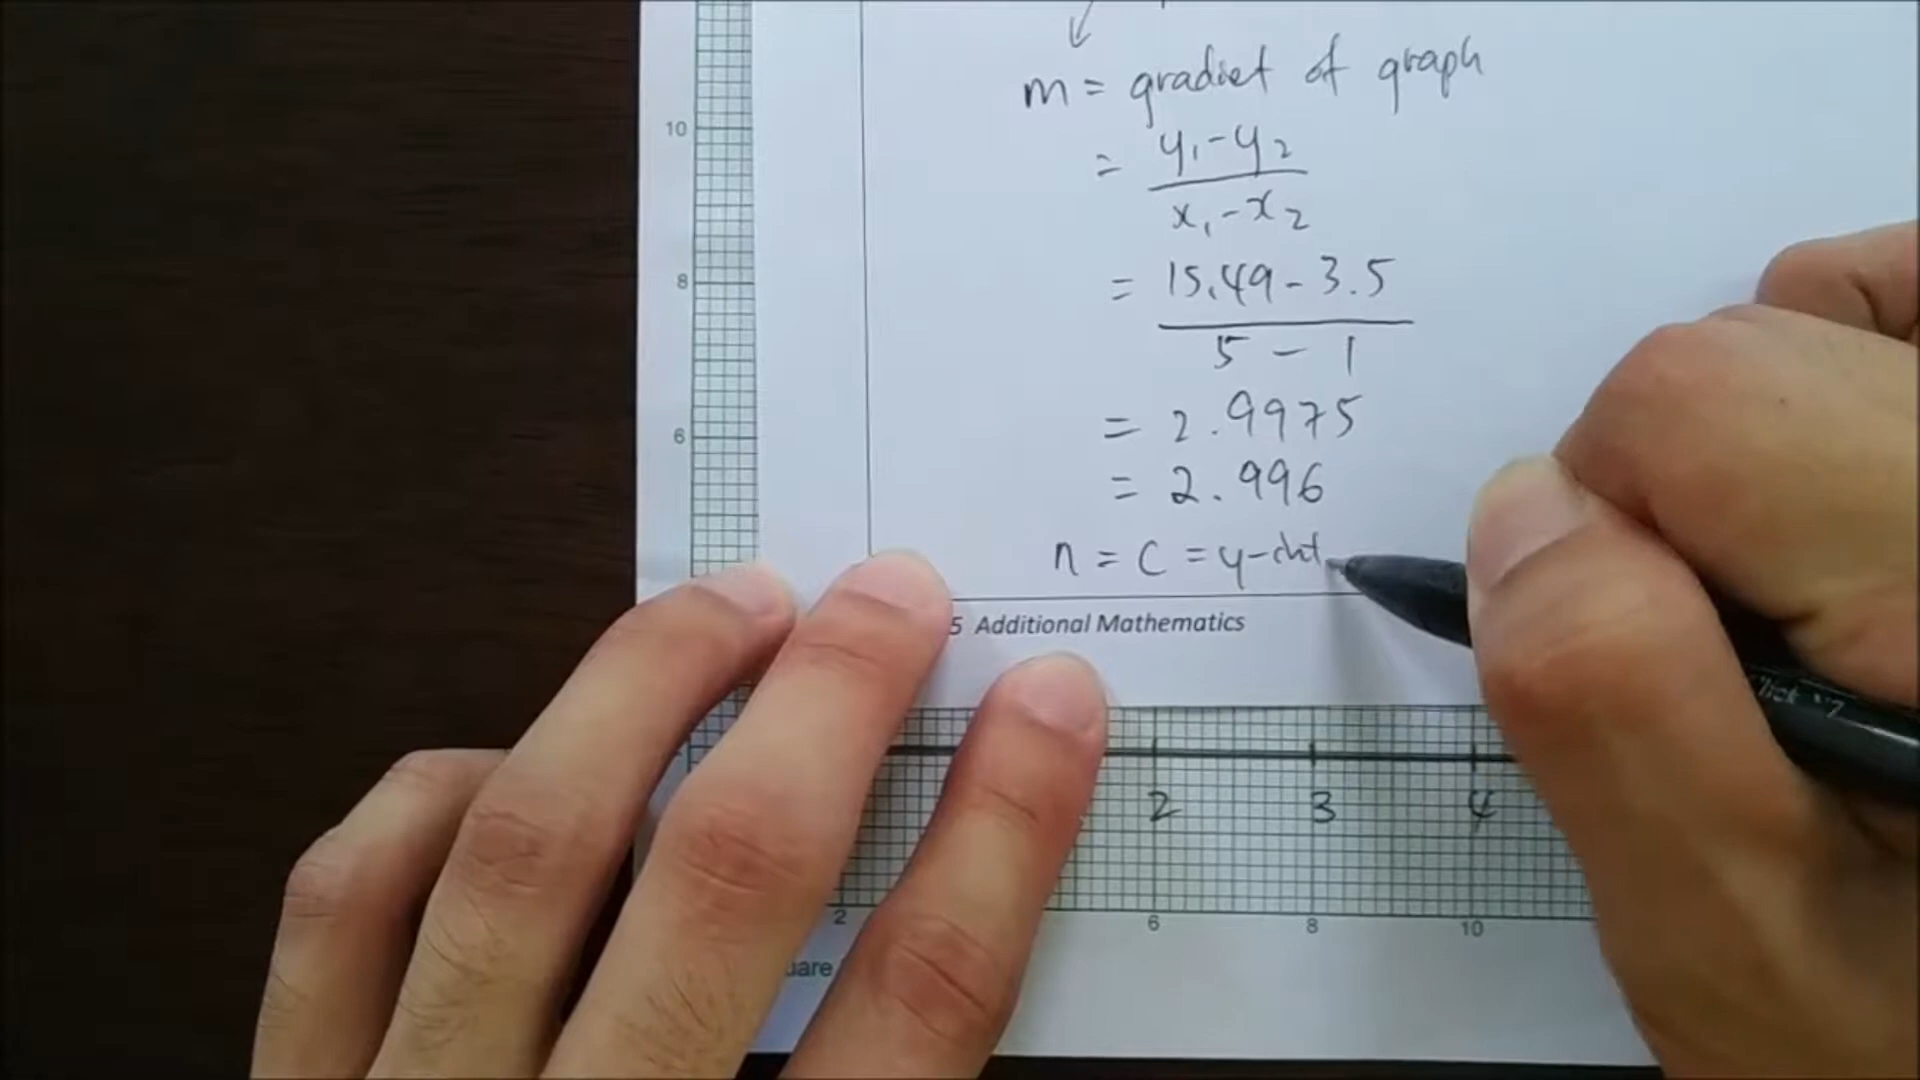 m = gradiet of graph
= y₁-y₂
x₁-x₂
= 15.49-3.5
5 - 1
= 2.9975
= 2.996
n = c = y-int
5 Additional Mathematics
10
8
6
2 3 4
2 6 8 10